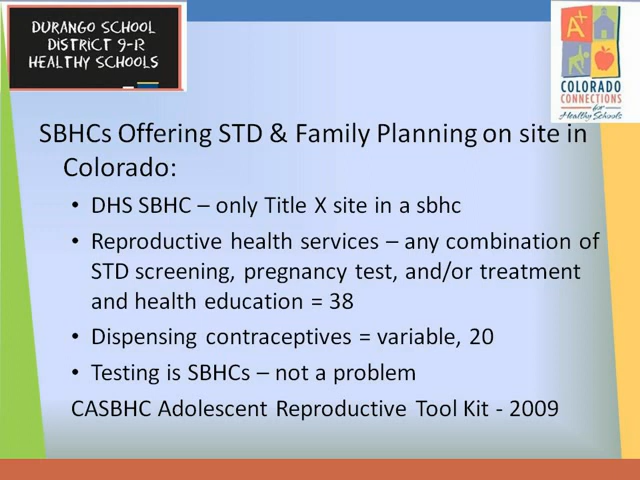 DURANGO SCHOOL
DISTRICT 9-R
HEALTHY SCHOOLS
A+
COLORADO
CONNECTIONS
for
Healthy Schools
SBHCs Offering STD & Family Planning on site in
Colorado:
• DHS SBHC – only Title X site in a sbhc
• Reproductive health services – any combination of
STD screening, pregnancy test, and/or treatment
and health education = 38
• Dispensing contraceptives = variable, 20
• Testing is SBHCs – not a problem
CASBHC Adolescent Reproductive Tool Kit - 2009